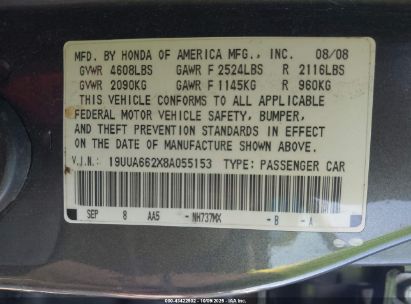 MFD. BY HONDA OF AMERICA MFG., INC. 08/08
GVWR 4608LBS GAWR F 2524LBS R 2116LBS
GVWR 2090KG GAWR F 1145KG R 960KG
THIS VEHICLE CONFORMS TO ALL APPLICABLE
FEDERAL MOTOR VEHICLE SAFETY, BUMPER,
AND THEFT PREVENTION STANDARDS IN EFFECT
ON THE DATE OF MANUFACTURE SHOWN ABOVE.
V.I.N: 19UUA662X8A055153 TYPE: PASSENGER CAR
SEP 8 AA5 - NH737MX - B - A